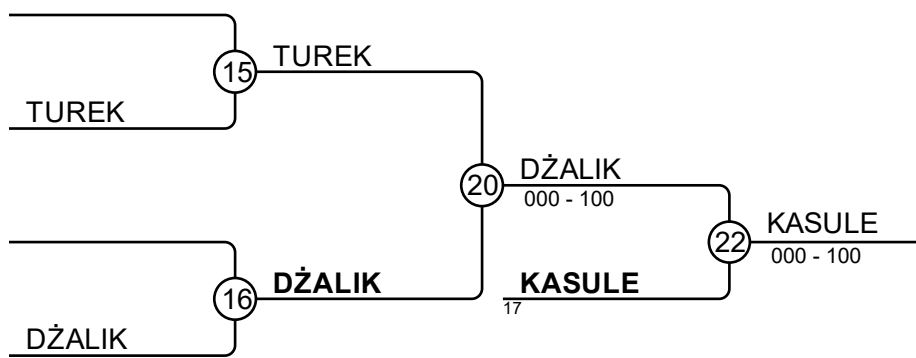 TUREK
15
TUREK
DŻALIK
000 - 100
20
KASULE
000 - 100
22
DŻALIK
16
KASULE
17
DŻALIK